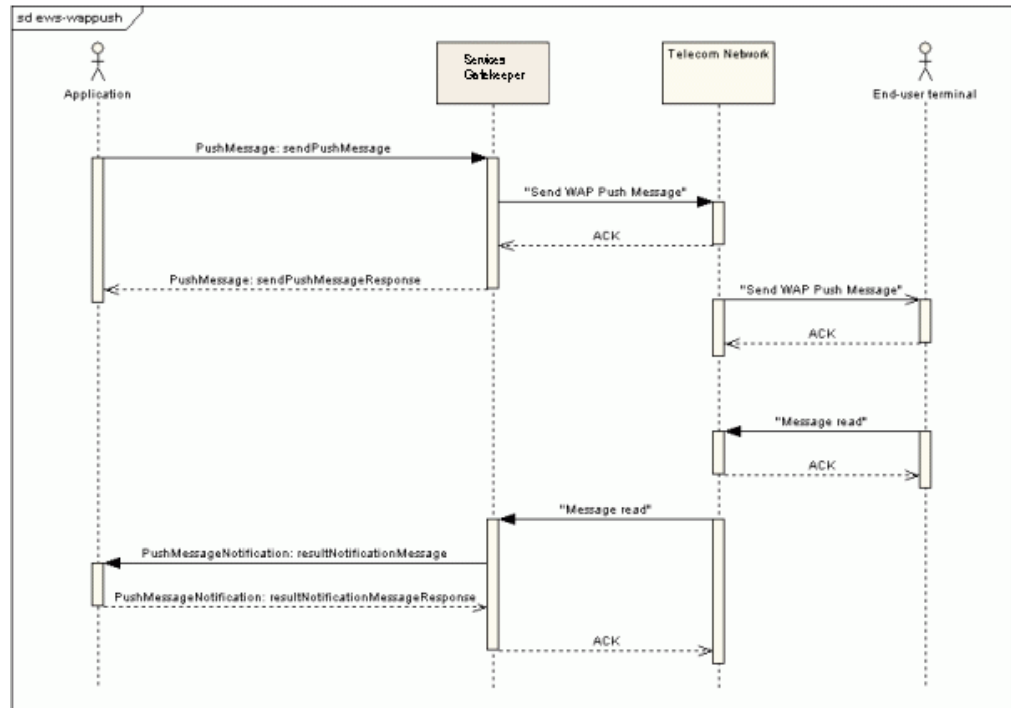 sd ews-wappush
Application
Services
Gatekeeper
Telecom Network
End-user terminal
PushMessage: sendPushMessage
"Send WAP Push Message"
ACK
PushMessage: sendPushMessageResponse
"Send WAP Push Message"
ACK
"Message read"
ACK
"Message read"
PushMessageNotification: resultNotificationMessage
PushMessageNotification: resultNotificationMessageResponse
ACK